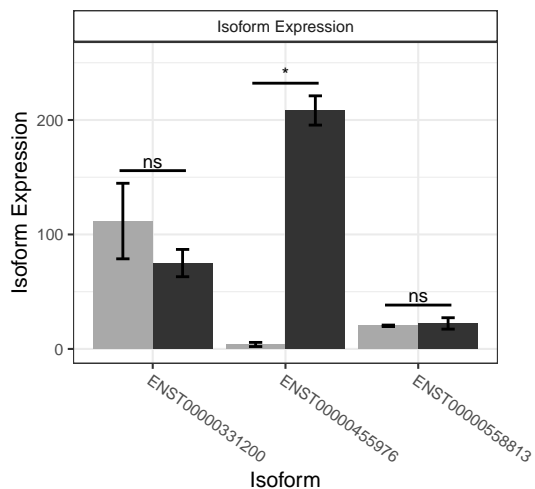 Isoform Expression
Isoform Expression
200
100
0
ns
*
ns
ENST00000331200
ENST00000455976
ENST00000558813
Isoform